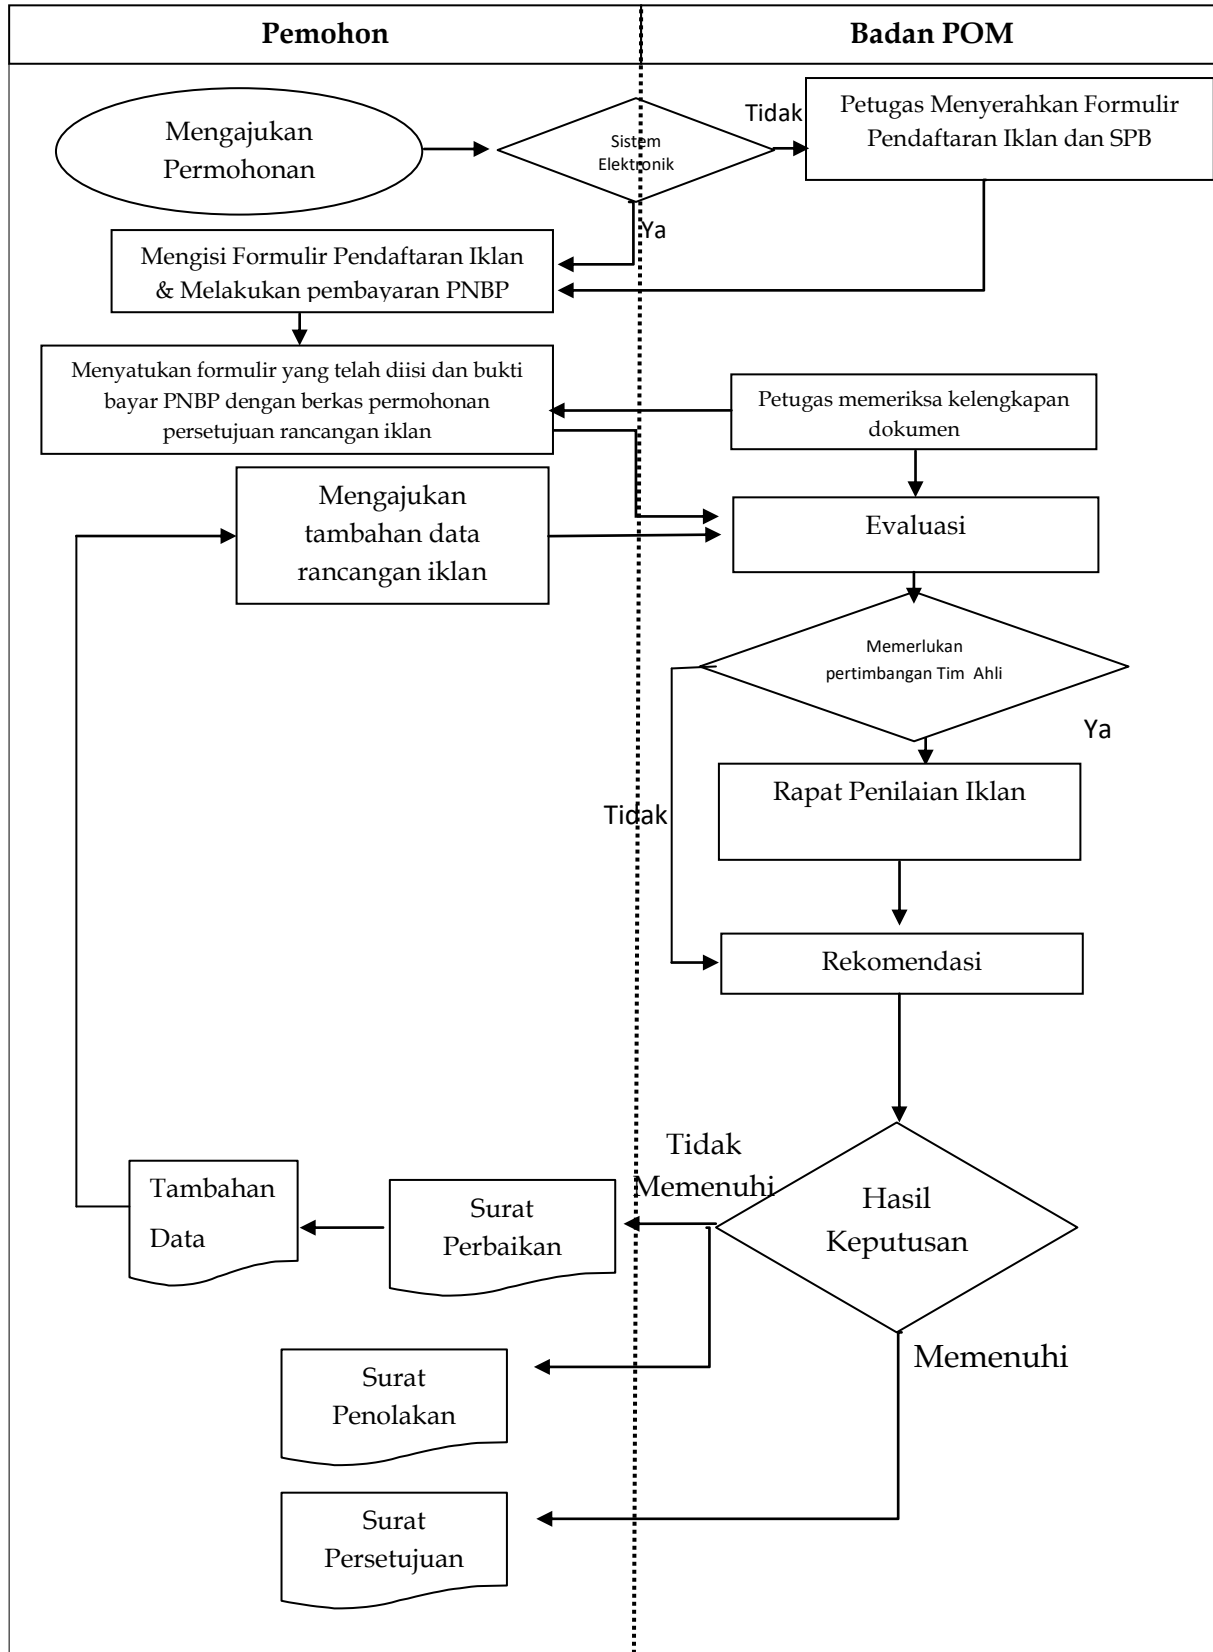 Pemohon
Badan POM
Mengajukan
Permohonan
Sistem
Elektronik
Tidak
Petugas Menyerahkan Formulir
Pendaftaran Iklan dan SPB
Ya
Mengisi Formulir Pendaftaran Iklan
& Melakukan pembayaran PNBP
Menyatukan formulir yang telah diisi dan bukti
bayar PNBP dengan berkas permohonan
persetujuan rancangan iklan
Petugas memeriksa kelengkapan
dokumen
Mengajukan
tambahan data
rancangan iklan
Evaluasi
Memerlukan
pertimbangan Tim Ahli
Ya
Rapat Penilaian Iklan
Tidak
Rekomendasi
Tidak
Memenuhi
Hasil
Keputusan
Tambahan
Data
Surat
Perbaikan
Memenuhi
Surat
Penolakan
Surat
Persetujuan